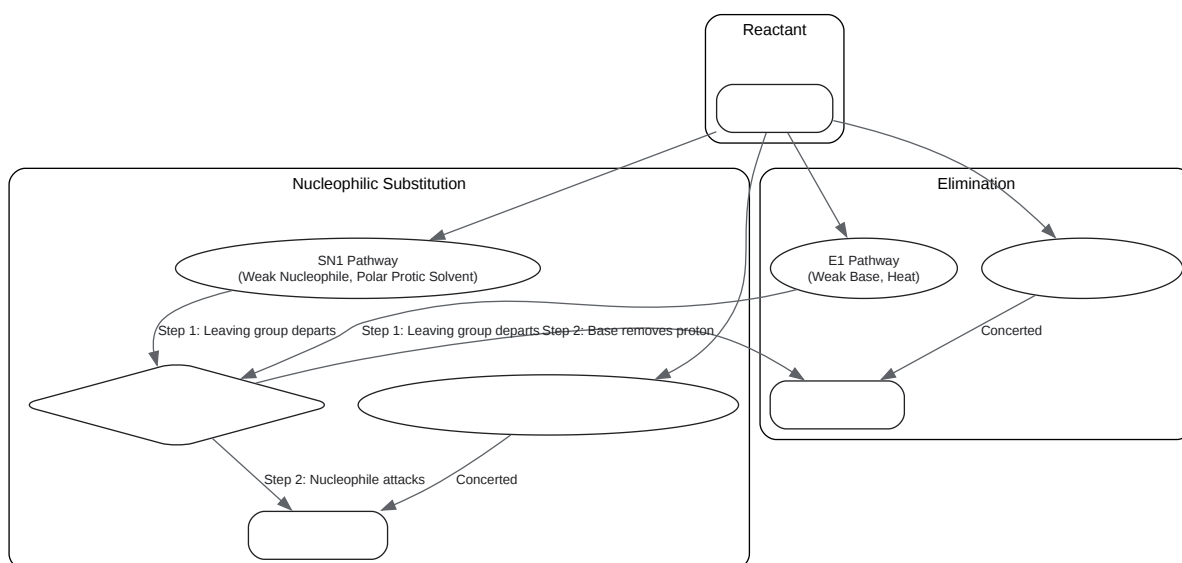 Reactant
Nucleophilic Substitution
Elimination
SN1 Pathway
(Weak Nucleophile, Polar Protic Solvent)
E1 Pathway
(Weak Base, Heat)
Step 1: Leaving group departs
Step 1: Leaving group departs
Step 2: Base removes proton
Concerted
Step 2: Nucleophile attacks
Concerted